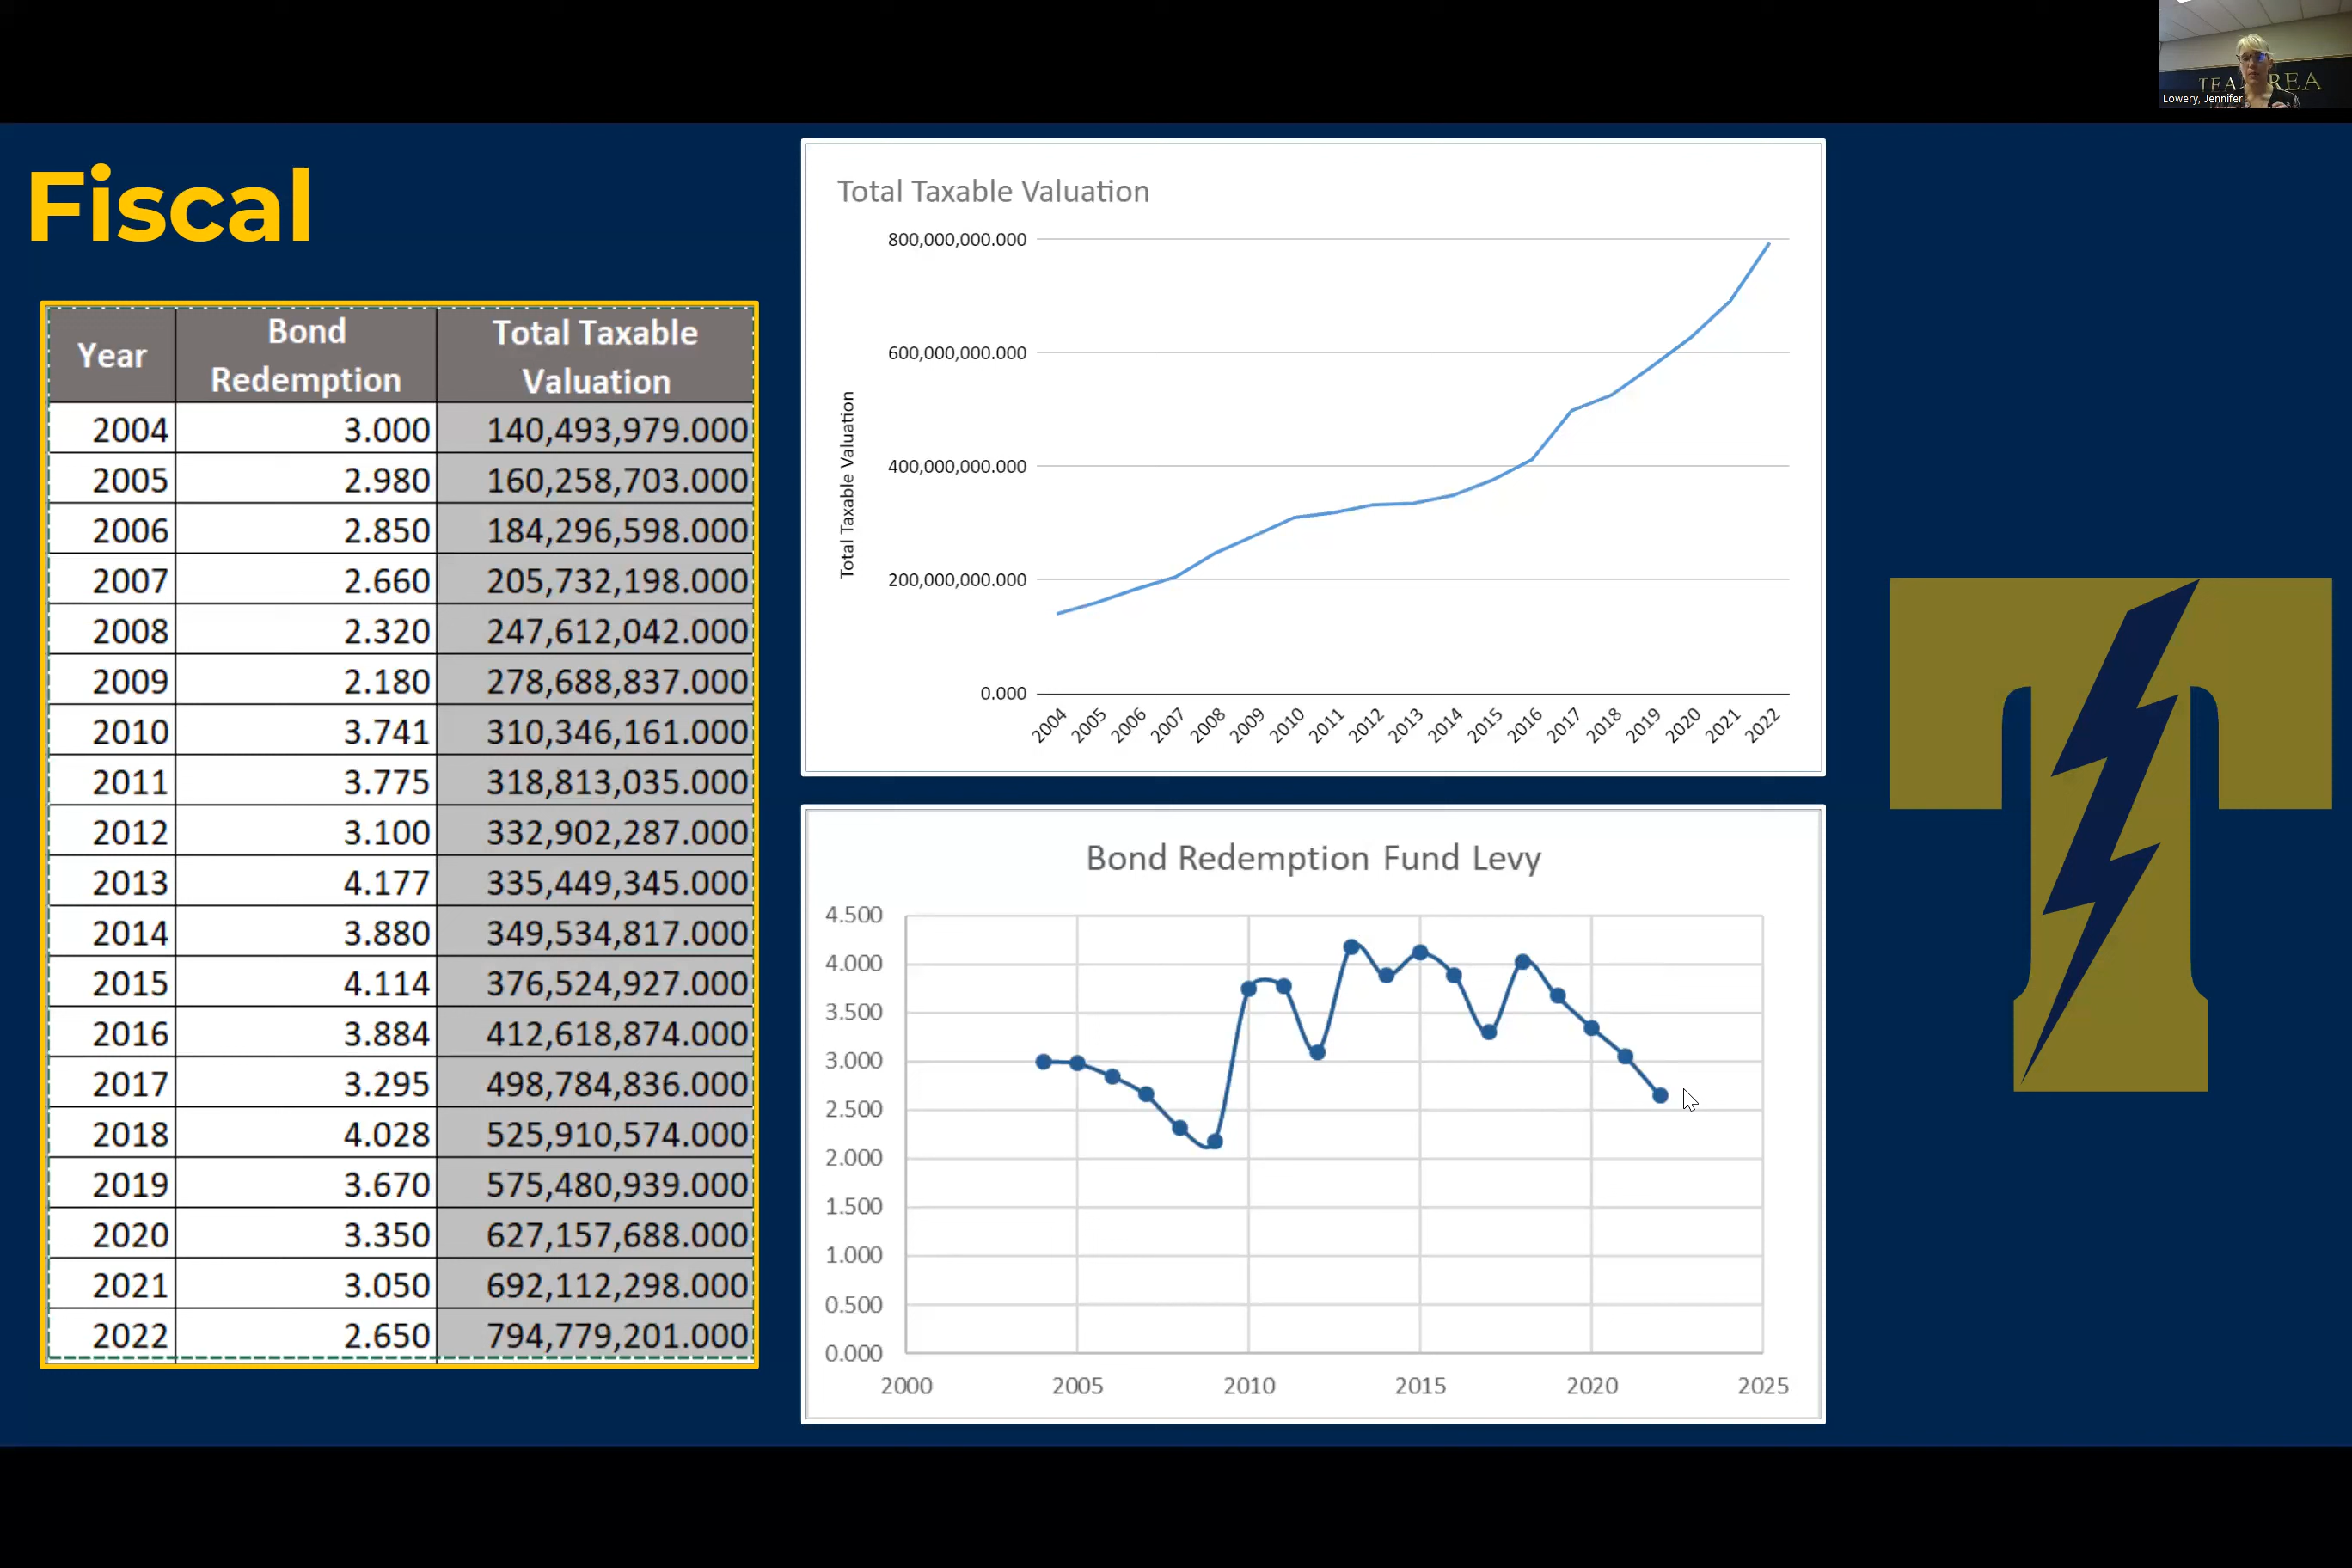 TEA AREA
Lowery, Jennifer
Fiscal
Year Bond Redemption Total Taxable Valuation
2004 3.000 140,493,979.000
2005 2.980 160,258,703.000
2006 2.850 184,296,598.000
2007 2.660 205,732,198.000
2008 2.320 247,612,042.000
2009 2.180 278,688,837.000
2010 3.741 310,346,161.000
2011 3.775 318,813,035.000
2012 3.100 332,902,287.000
2013 4.177 335,449,345.000
2014 3.880 349,534,817.000
2015 4.114 376,524,927.000
2016 3.884 412,618,874.000
2017 3.295 498,784,836.000
2018 4.028 525,910,574.000
2019 3.670 575,480,939.000
2020 3.350 627,157,688.000
2021 3.050 692,112,298.000
2022 2.650 794,779,201.000
Total Taxable Valuation
Total Taxable Valuation
800,000,000.000
600,000,000.000
400,000,000.000
200,000,000.000
0.000
2004 2005 2006 2007 2008 2009 2010 2011 2012 2013 2014 2015 2016 2017 2018 2019 2020 2021 2022
Bond Redemption Fund Levy
4.500
4.000
3.500
3.000
2.500
2.000
1.500
1.000
0.500
0.000
2000 2005 2010 2015 2020 2025
T